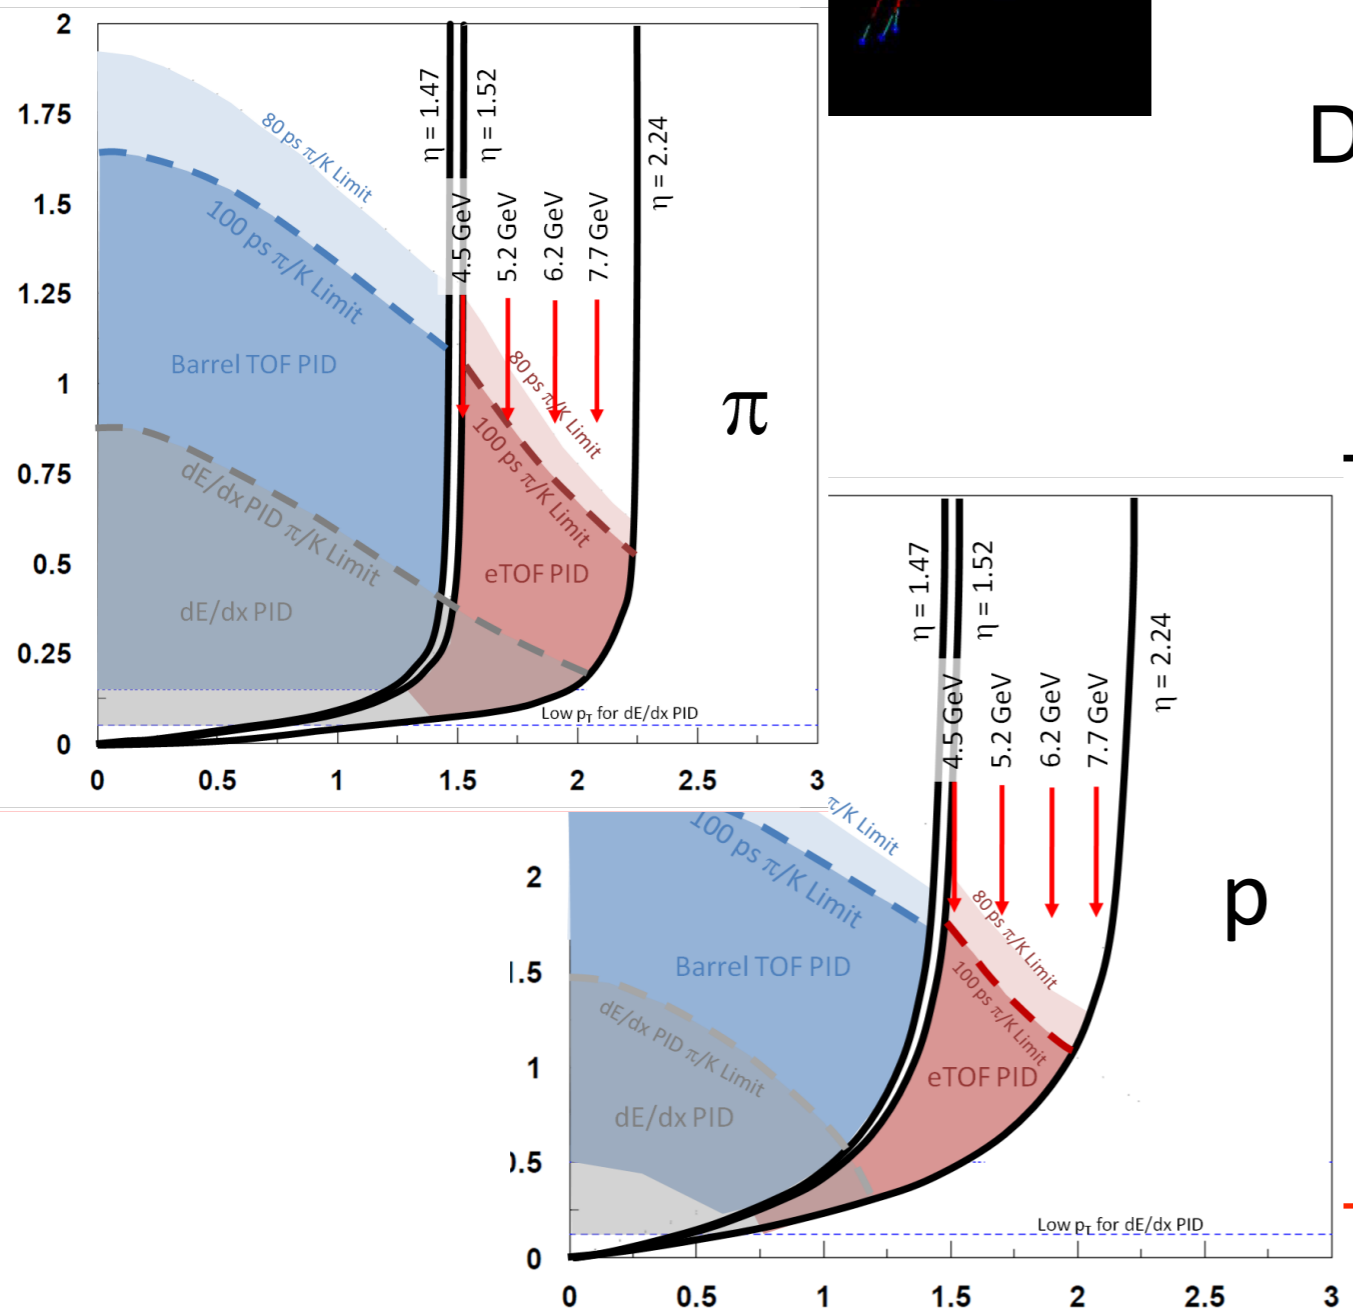 2
1.75
1.5
1.25
1
0.75
0.5
0.25
0
0
0.5
1
1.5
2
2.5
3
η = 1.47
η = 1.52
η = 2.24
4.5 GeV
5.2 GeV
6.2 GeV
7.7 GeV
80 ps π/K Limit
100 ps π/K Limit
Barrel TOF PID
dE/dx PID π/K Limit
dE/dx PID
80 ps π/K Limit
100 ps π/K Limit
eTOF PID
Low pT for dE/dx PID
π
D
η = 1.47
η = 1.52
η = 2.24
4.5 GeV
5.2 GeV
6.2 GeV
7.7 GeV
π/K Limit
100 ps π/K Limit
Barrel TOF PID
dE/dx PID π/K Limit
dE/dx PID
80 ps π/K Limit
100 ps π/K Limit
eTOF PID
Low pT for dE/dx PID
p
2
1.5
1
0.5
0
0
0.5
1
1.5
2
2.5
3